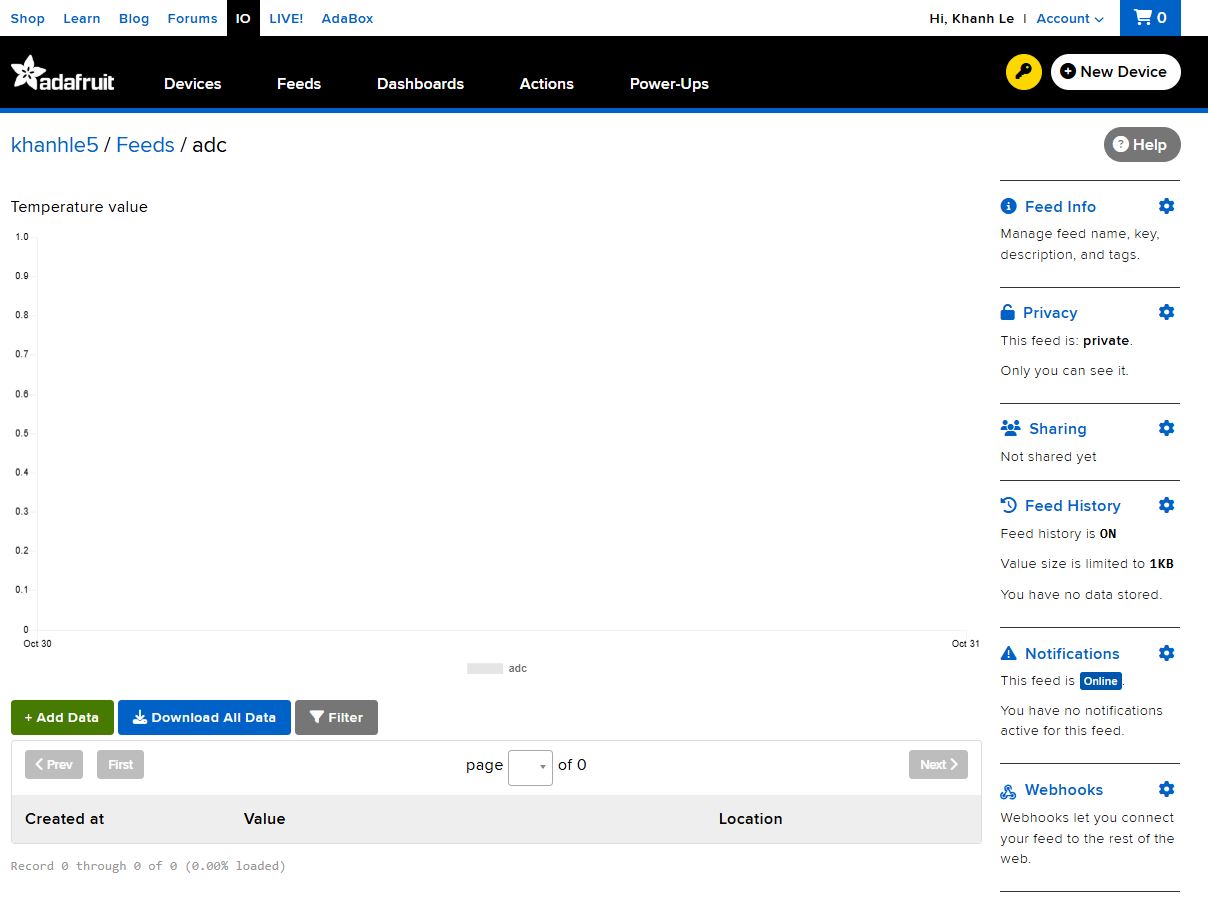 Shop Learn Blog Forums IO LIVE! AdaBox Hi, Khanh Le | Account 0
adafruit Devices Feeds Dashboards Actions Power-Ups New Device
khanhle5 / Feeds / adc
Help
Temperature value
1.0
0.9
0.8
0.7
0.6
0.5
0.4
0.3
0.2
0.1
0
Oct 30 Oct 31
adc
+ Add Data Download All Data Filter
Prev First page of 0 Next
Created at Value Location
Record 0 through 0 of 0 (0.00% loaded)
Feed Info
Manage feed name, key,
description, and tags.
Privacy
This feed is: private.
Only you can see it.
Sharing
Not shared yet
Feed History
Feed history is ON
Value size is limited to 1KB
You have no data stored.
Notifications
This feed is Online.
You have no notifications
active for this feed.
Webhooks
Webhooks let you connect
your feed to the rest of the
web.